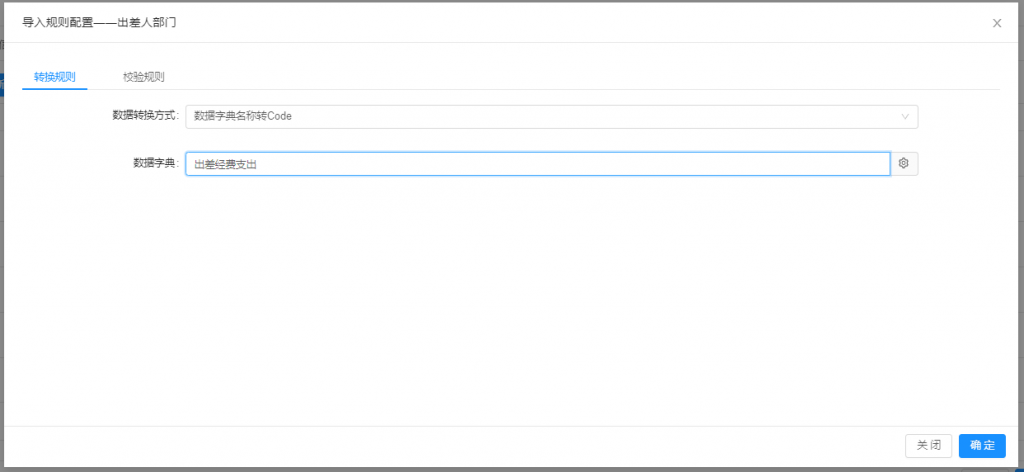 导入规则配置——出差人部门
转换规则
校验规则
数据转换方式:
数据字典名称转Code
数据字典:
出差经费支出
关 闭
确 定